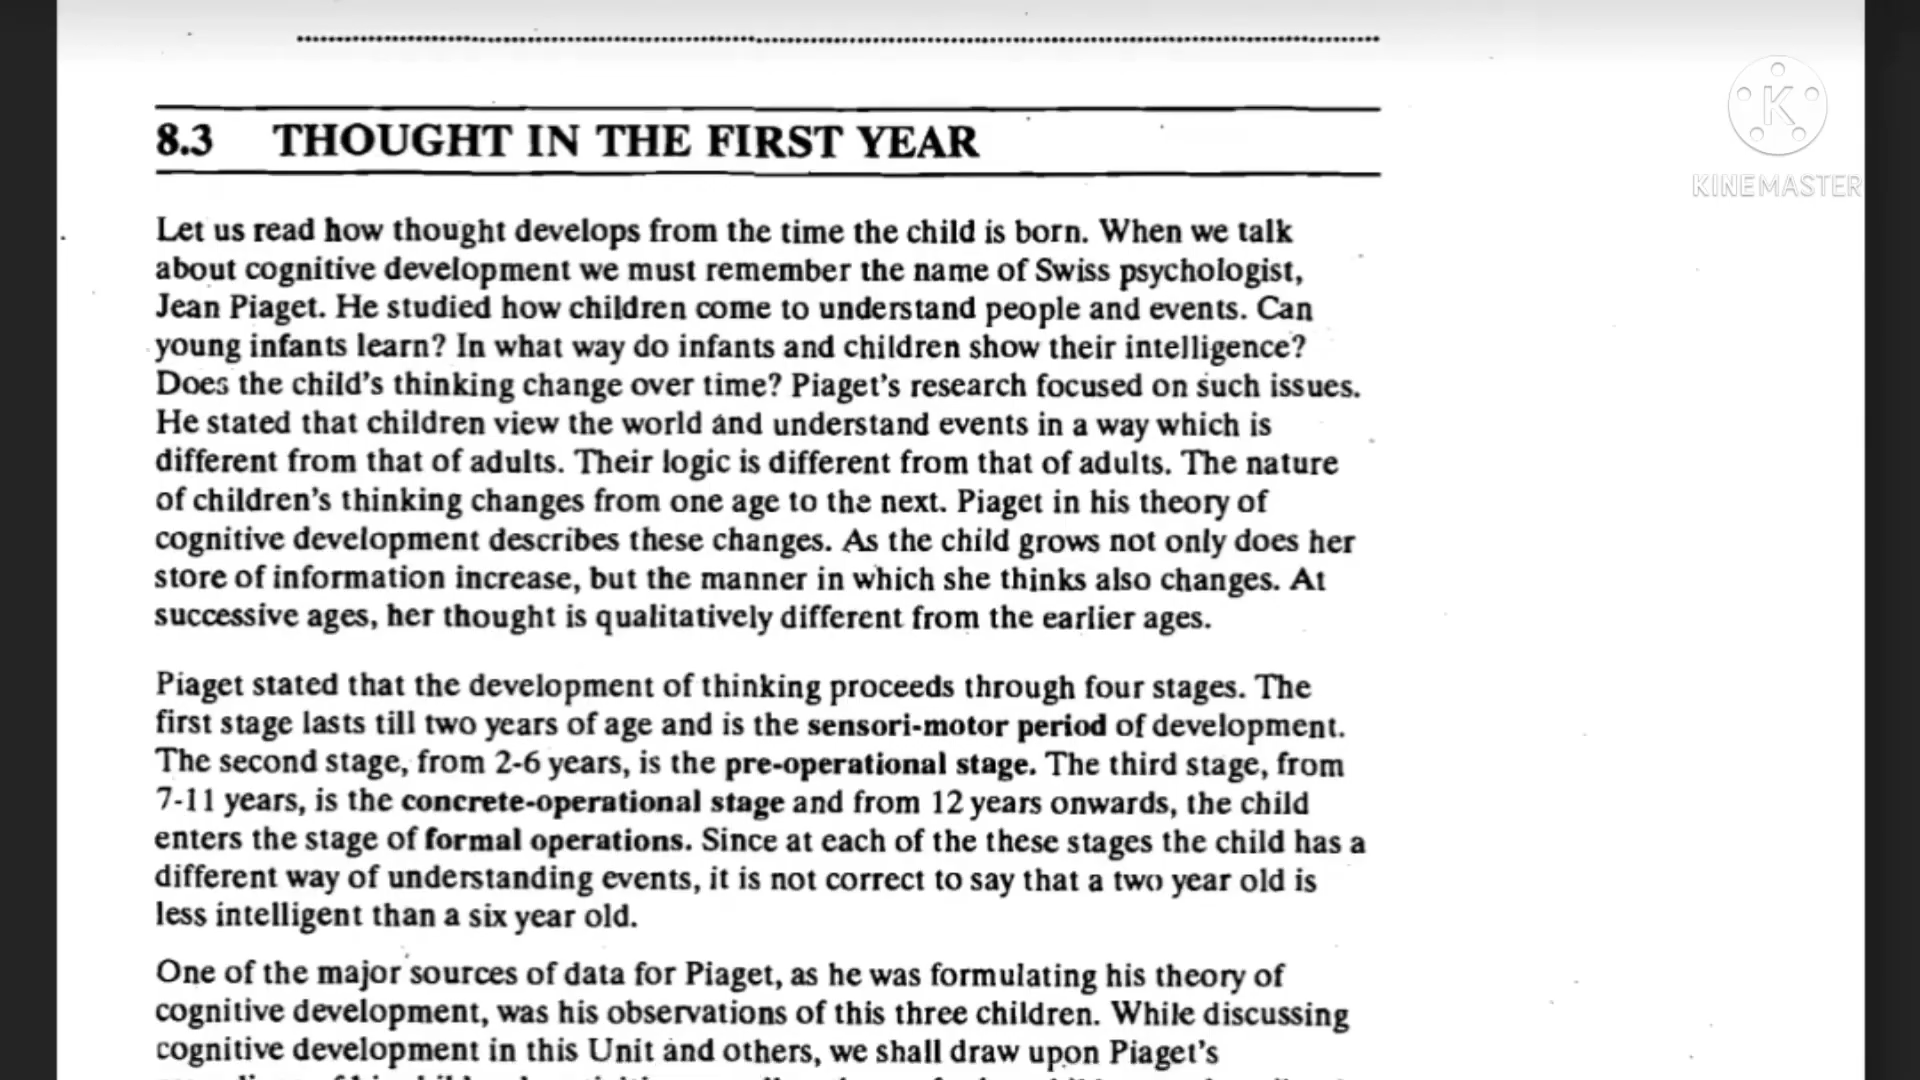 8.3 THOUGHT IN THE FIRST YEAR
Let us read how thought develops from the time the child is born. When we talk
about cognitive development we must remember the name of Swiss psychologist,
Jean Piaget. He studied how children come to understand people and events. Can
young infants learn? In what way do infants and children show their intelligence?
Does the child's thinking change over time? Piaget's research focused on such issues.
He stated that children view the world and understand events in a way which is
different from that of adults. Their logic is different from that of adults. The nature
of children's thinking changes from one age to the next. Piaget in his theory of
cognitive development describes these changes. As the child grows not only does her
store of information increase, but the manner in which she thinks also changes. At
successive ages, her thought is qualitatively different from the earlier ages.
Piaget stated that the development of thinking proceeds through four stages. The
first stage lasts till two years of age and is the sensori-motor period of development.
The second stage, from 2-6 years, is the pre-operational stage. The third stage, from
7-11 years, is the concrete-operational stage and from 12 years onwards, the child
enters the stage of formal operations. Since at each of the these stages the child has a
different way of understanding events, it is not correct to say that a two year old is
less intelligent than a six year old.
One of the major sources of data for Piaget, as he was formulating his theory of
cognitive development, was his observations of this three children. While discussing
cognitive development in this Unit and others, we shall draw upon Piaget's
K
KINEMASTER